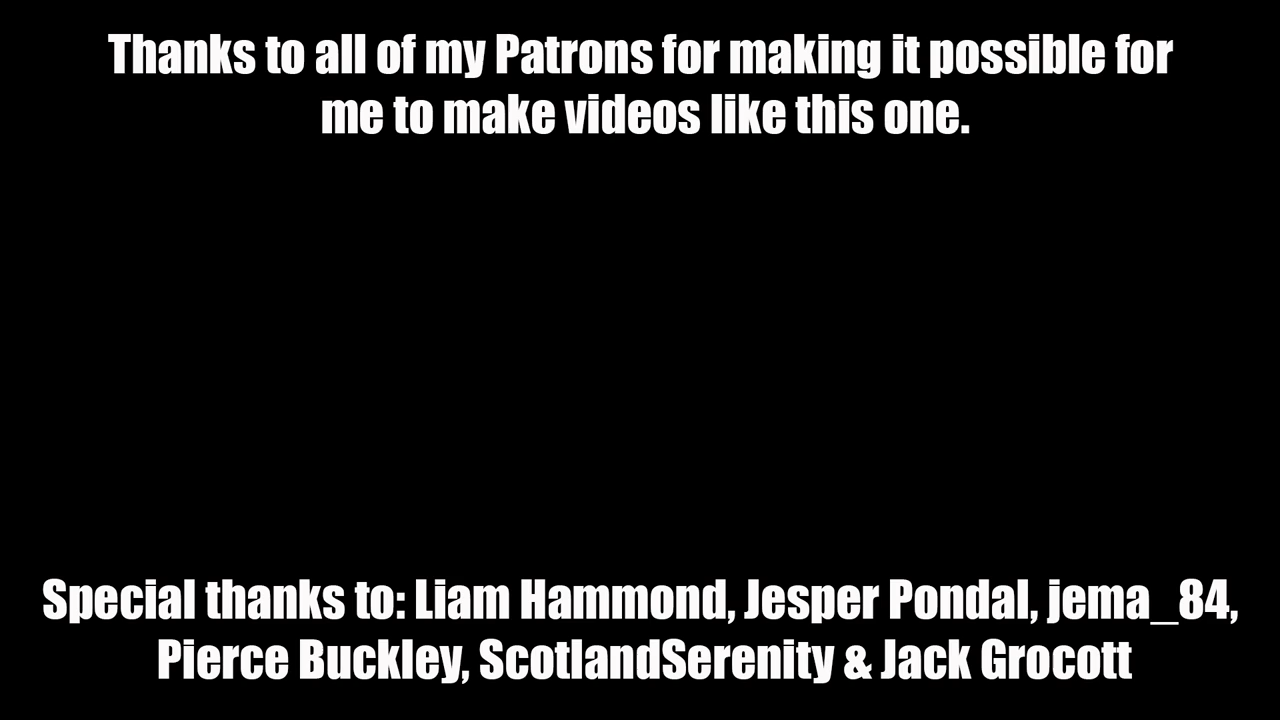 Thanks to all of my Patrons for making it possible for
me to make videos like this one.
Special thanks to: Liam Hammond, Jesper Pondal, jema_84,
Pierce Buckley, ScotlandSerenity & Jack Grocott